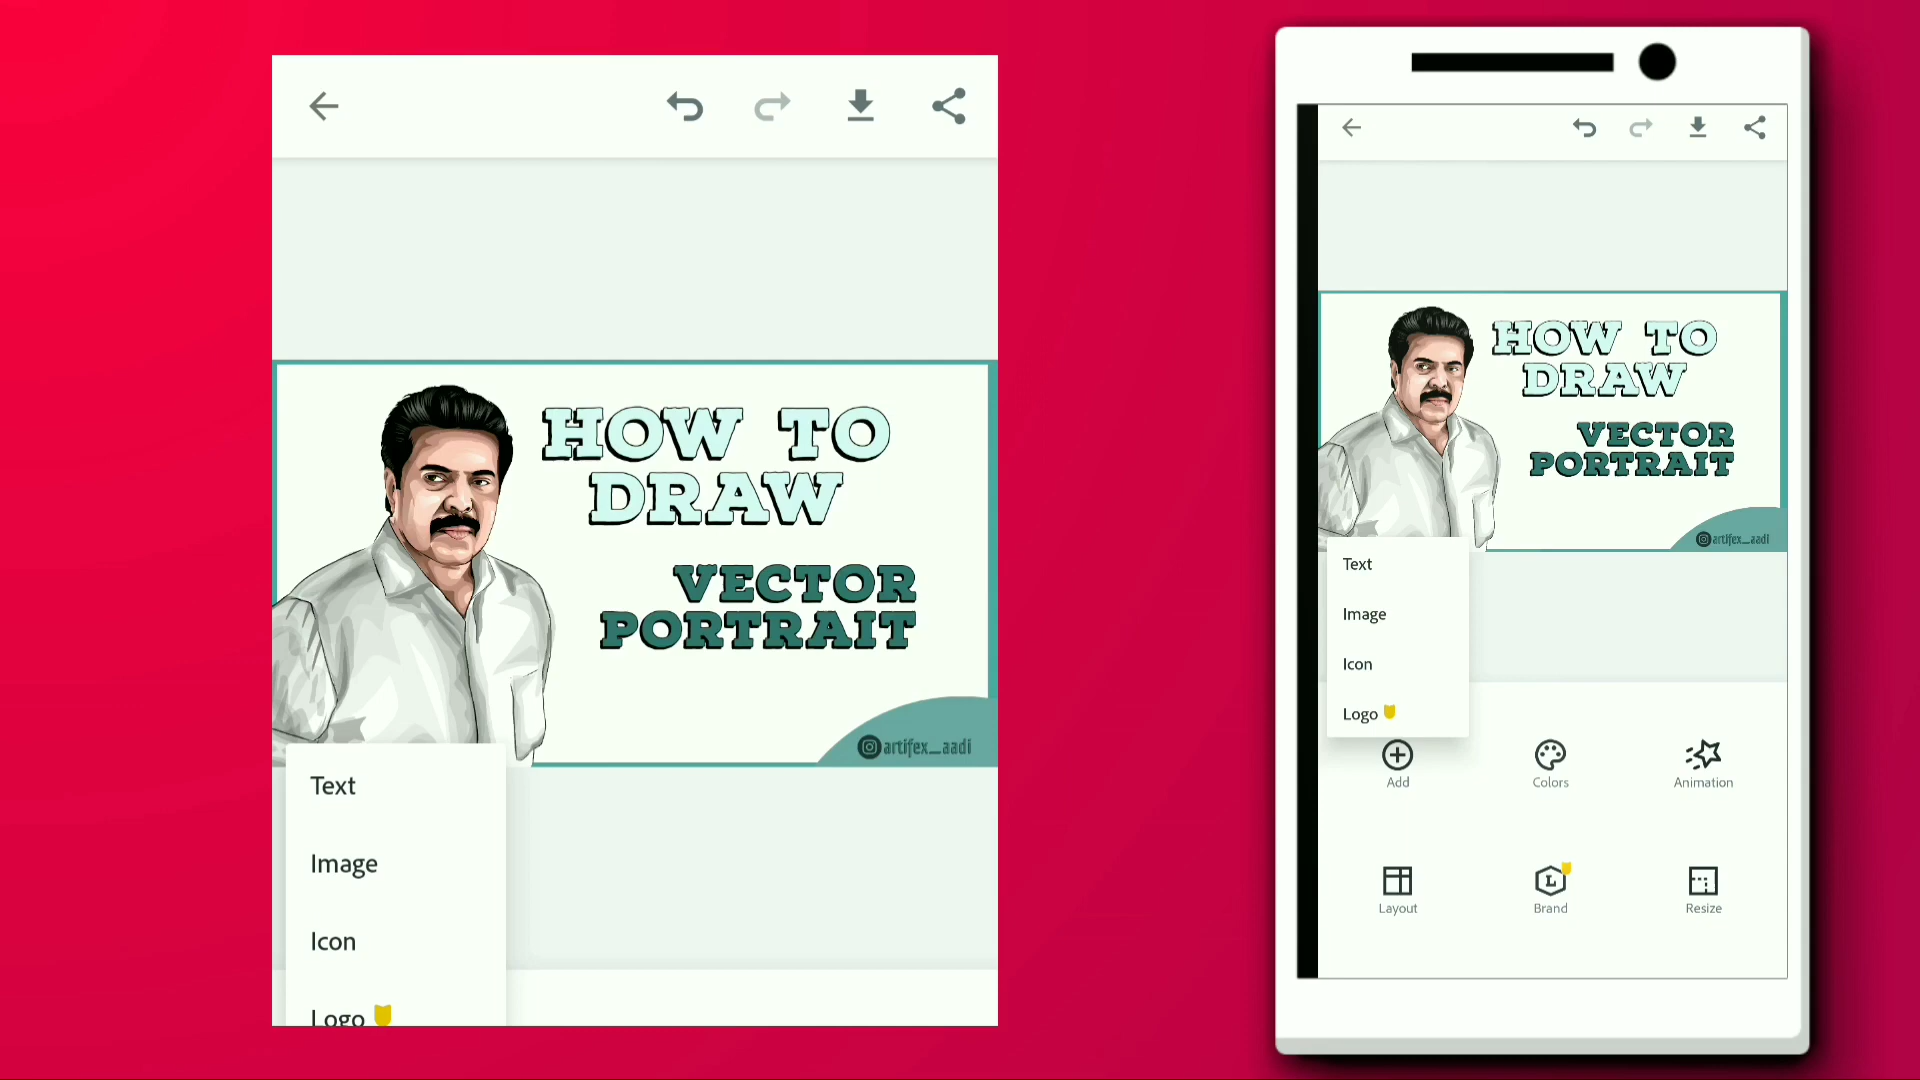 HOW TO
DRAW
VECTOR
PORTRAIT
artifex_aadi
Text
Image
Icon
Logo
HOW TO
DRAW
VECTOR
PORTRAIT
artifex_aadi
Text
Image
Icon
Logo
Add
Colors
Animation
Layout
L
Brand
Resize